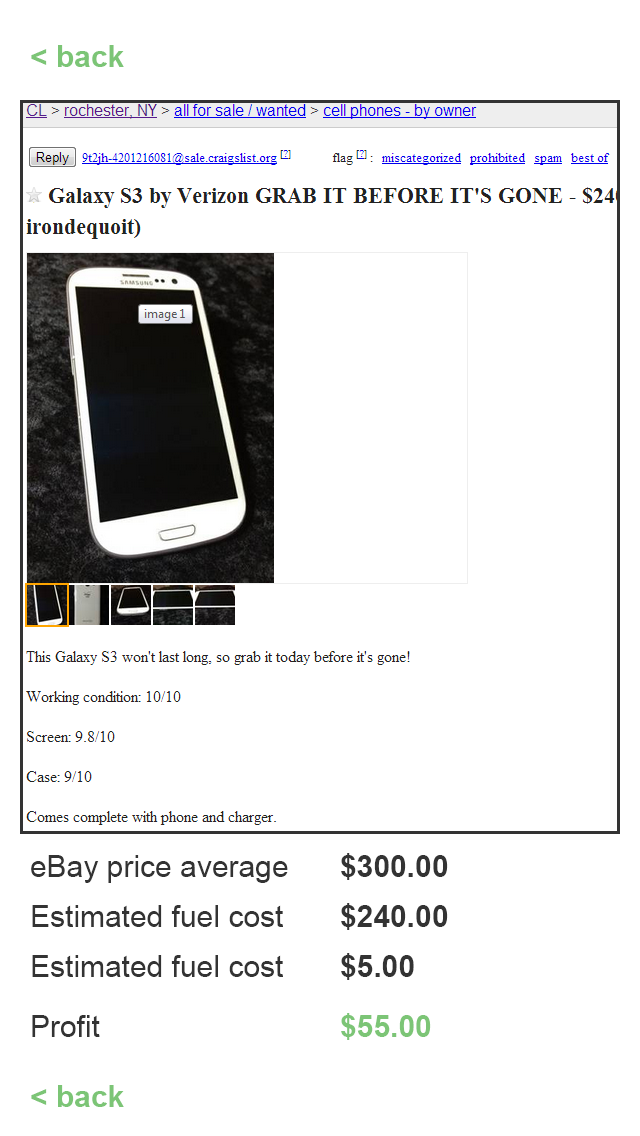 < back
CL > rochester, NY > all for sale / wanted > cell phones - by owner
Reply 9t2jh-4201216081@sale.craigslist.org [?] flag [?] : miscategorized prohibited spam best of
Galaxy S3 by Verizon GRAB IT BEFORE IT'S GONE - $24
irondequoit)
SAMSUNG
image 1
This Galaxy S3 won't last long, so grab it today before it's gone!
Working condition: 10/10
Screen: 9.8/10
Case: 9/10
Comes complete with phone and charger.
eBay price average $300.00
Estimated fuel cost $240.00
Estimated fuel cost $5.00
Profit $55.00
< back